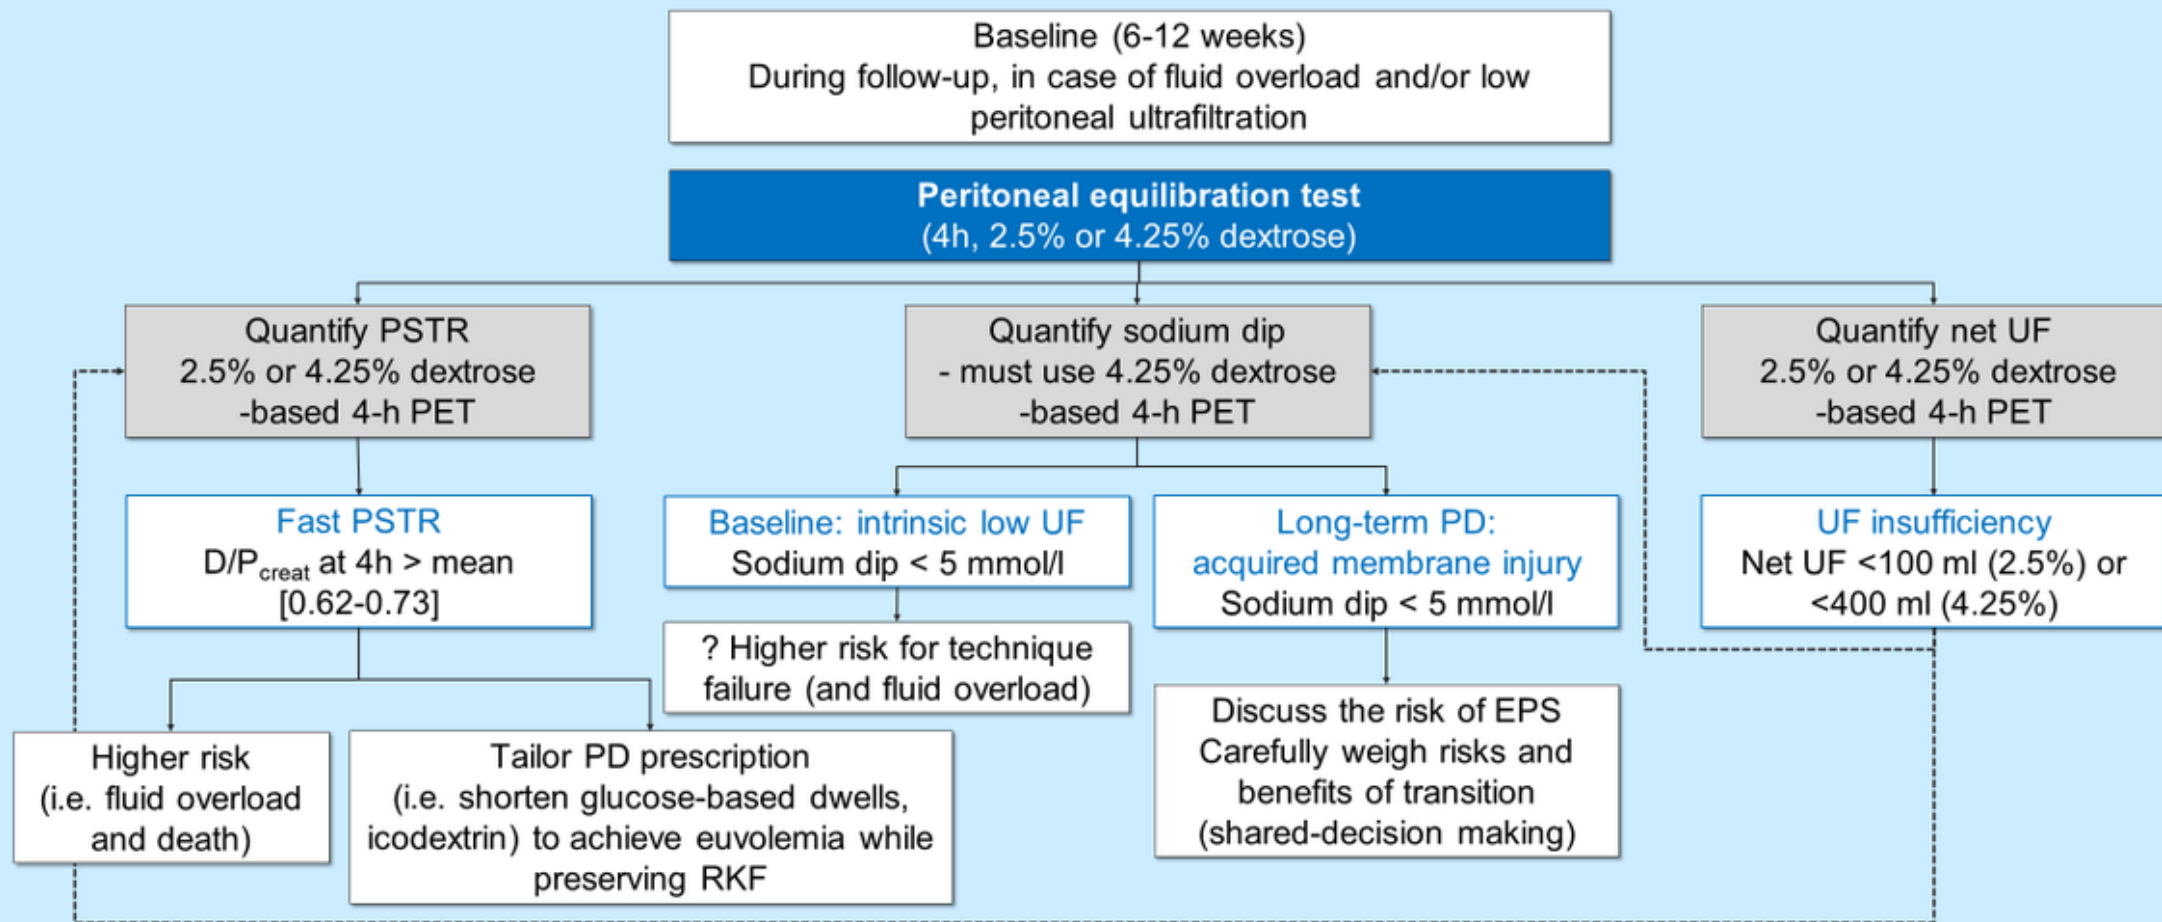 Baseline (6-12 weeks)
During follow-up, in case of fluid overload and/or low
peritoneal ultrafiltration
Peritoneal equilibration test
(4h, 2.5% or 4.25% dextrose)
Quantify PSTR
2.5% or 4.25% dextrose
-based 4-h PET
Quantify sodium dip
- must use 4.25% dextrose
-based 4-h PET
Quantify net UF
2.5% or 4.25% dextrose
-based 4-h PET
Fast PSTR
D/Pcreat at 4h > mean
[0.62-0.73]
Baseline: intrinsic low UF
Sodium dip < 5 mmol/l
Long-term PD:
acquired membrane injury
Sodium dip < 5 mmol/l
UF insufficiency
Net UF <100 ml (2.5%) or
<400 ml (4.25%)
? Higher risk for technique
failure (and fluid overload)
Higher risk
(i.e. fluid overload
and death)
Tailor PD prescription
(i.e. shorten glucose-based dwells,
icodextrin) to achieve euvolemia while
preserving RKF
Discuss the risk of EPS
Carefully weigh risks and
benefits of transition
(shared-decision making)